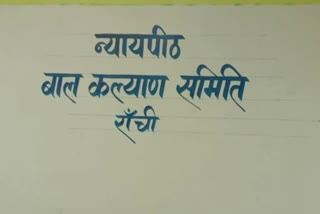 न्यायपीठ
बाल कल्याण समिति
राँची